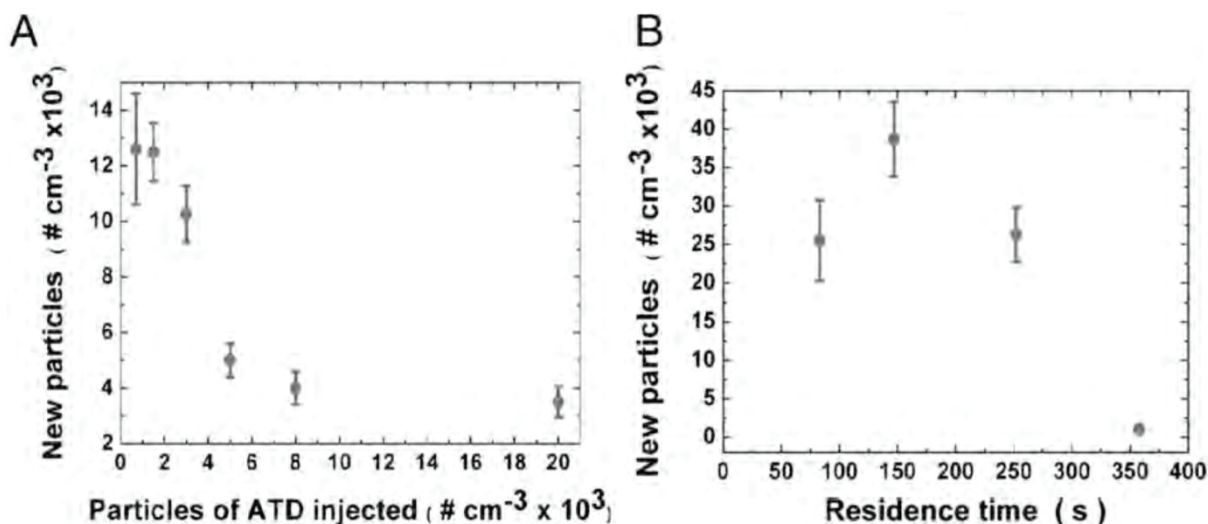 A
New particles ( # cm-3 x10³)
14
12
10
8
6
4
2
0 2 4 6 8 10 12 14 16 18 20
Particles of ATD injected ( # cm-3 x 10³)
B
New particles ( # cm-3 x10³)
45
40
35
30
25
20
15
10
5
0
0 50 100 150 200 250 300 350 400
Residence time ( s )